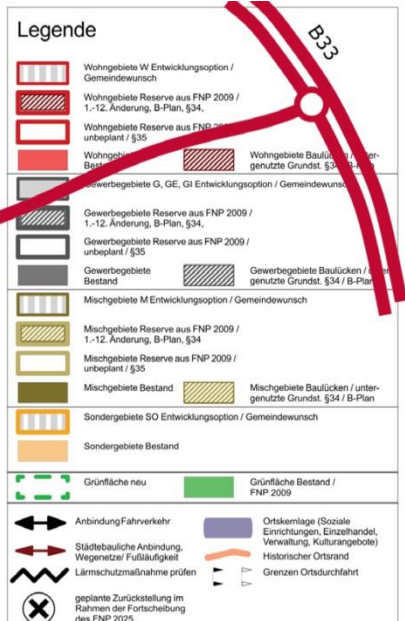 Legende
B33
Wohngebiete W Entwicklungsoption /
Gemeindewunsch
Wohngebiete Reserve aus FNP 2009 /
1.-12. Änderung, B-Plan, §34,
Wohngebiete Reserve aus FNP 2009 /
unbeplant / §35
Wohngebiete Baulücken / unter-
genutzte Grundst. §34 / B-Plan
Gewerbegebiete G, GE, GI Entwicklungsoption / Gemeindewunsch
Gewerbegebiete Reserve aus FNP 2009 /
1.-12. Änderung, B-Plan, §34,
Gewerbegebiete Reserve aus FNP 2009 /
unbeplant / §35
Gewerbegebiete
Bestand
Gewerbegebiete Baulücken /
genutzte Grundst. §34 / B-Plan
Mischgebiete M Entwicklungsoption / Gemeindewunsch
Mischgebiete Reserve aus FNP 2009 /
1.-12. Änderung, B-Plan, §34
Mischgebiete Reserve aus FNP 2009 /
unbeplant / §35
Mischgebiete Bestand
Mischgebiete Baulücken / unter-
genutzte Grundst. §34 / B-Plan
Sondergebiete SO Entwicklungsoption / Gemeindewunsch
Sondergebiete Bestand
Grünfläche neu
Grünfläche Bestand /
FNP 2009
Anbindung Fahrverkehr
Städtebauliche Anbindung,
Wegenetze/ Fußläufigkeit
Lärmschutzmaßnahme prüfen
geplante Zurückstellung im
Rahmen der Fortscheibung
des FNP 2025
Ortskernlage (Soziale
Einrichtungen, Einzelhandel,
Verwaltung, Kulturangebote)
Historischer Ortsrand
Grenzen Ortsdurchfahrt